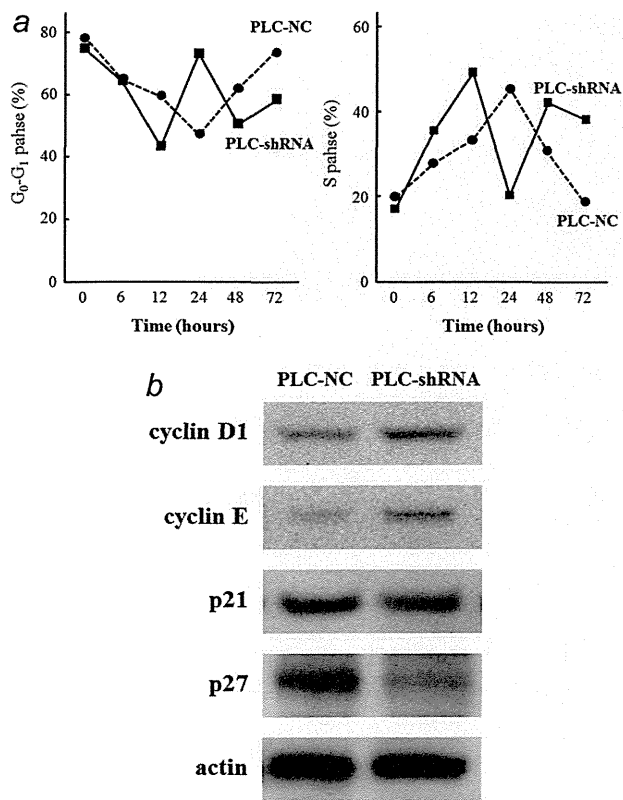 a
80
60
40
20
0
G0-G1 pahse (%)
PLC-NC
PLC-shRNA
0 6 12 24 48 72
Time (hours)
60
40
20
0
S pahse (%)
PLC-shRNA
PLC-NC
0 6 12 24 48 72
Time (hours)
b
PLC-NC PLC-shRNA
cyclin D1
cyclin E
p21
p27
actin